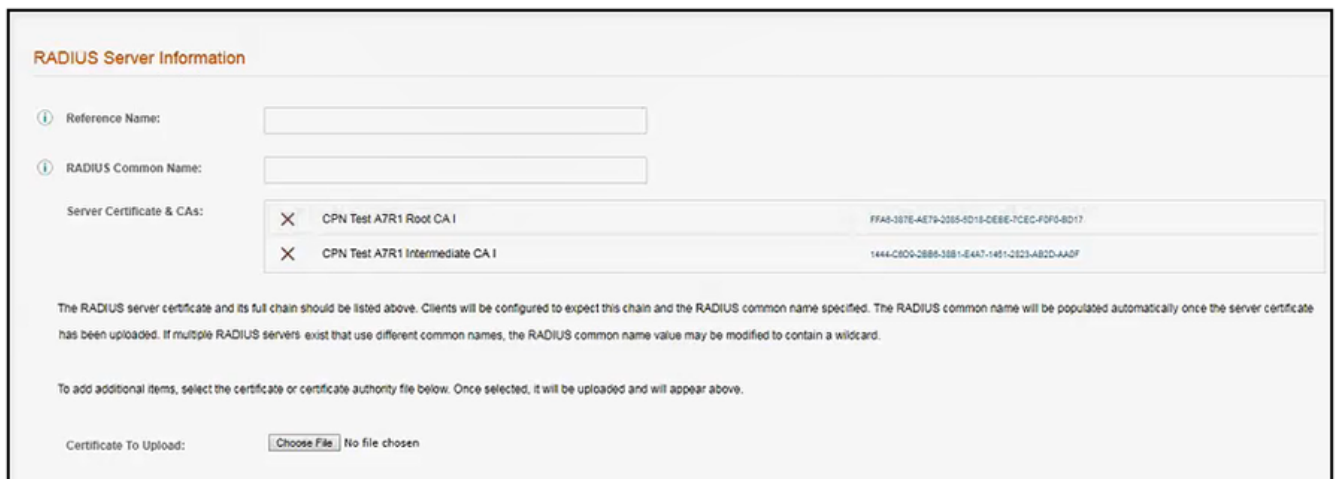 RADIUS Server Information
Reference Name:
RADIUS Common Name:
Server Certificate & CAs:
CPN Test A7R1 Root CA I
CPN Test A7R1 Intermediate CA I
The RADIUS server certificate and its full chain should be listed above. Clients will be configured to expect this chain and the RADIUS common name specified. The RADIUS common name will be populated automatically once the server certificate
has been uploaded. If multiple RADIUS servers exist that use different common names, the RADIUS common name value may be modified to contain a wildcard.
To add additional items, select the certificate or certificate authority file below. Once selected, it will be uploaded and will appear above.
Certificate To Upload: Choose File No file chosen